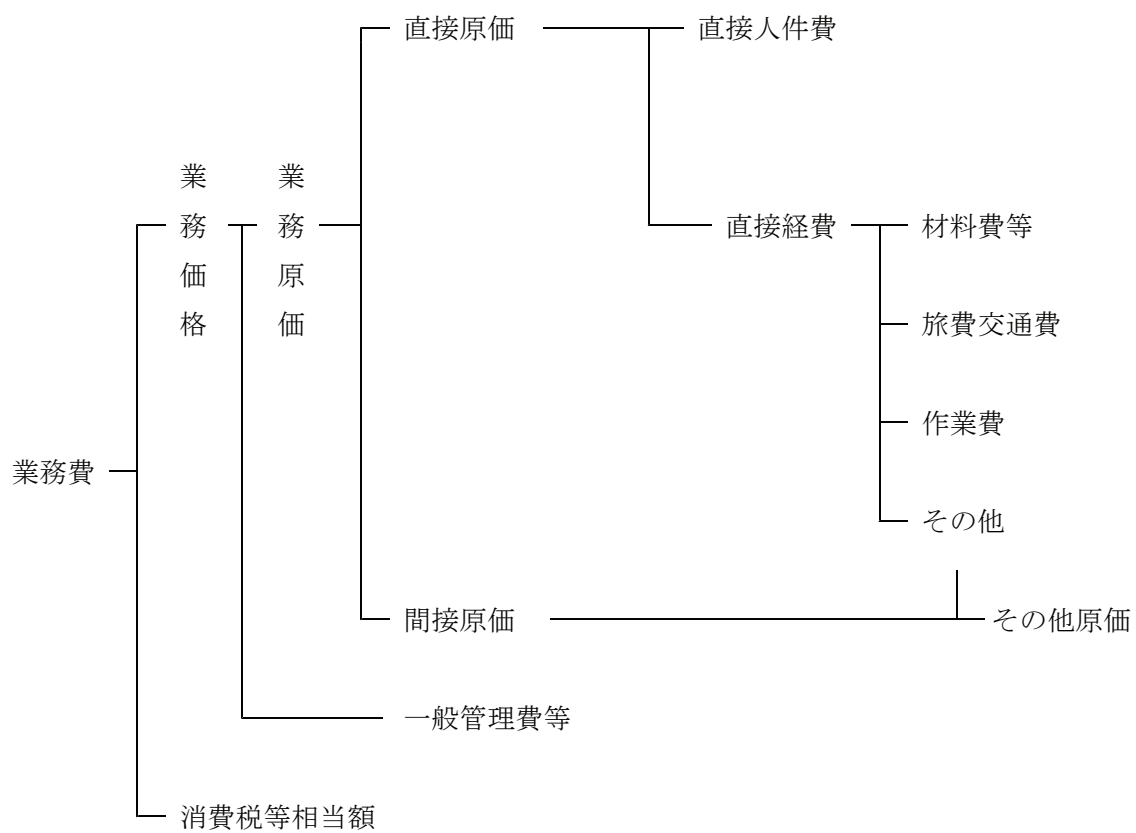 直接原価
直接人件費
業務価格
業務原価
直接経費
材料費等
旅費交通費
作業費
業務費
その他
間接原価
その他原価
一般管理費等
消費税等相当額